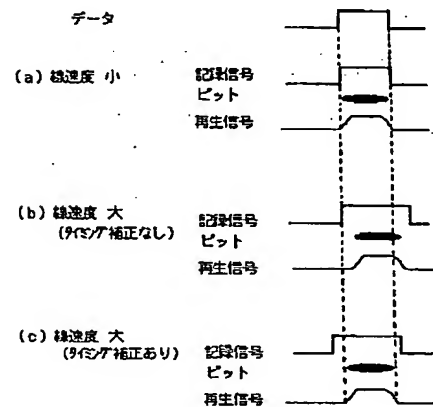 データ
(a) 線速度 小 記録信号
ピット
再生信号
(b) 線速度 大 記録信号
(タイミング補正なし) ピット
再生信号
(c) 線速度 大
(タイミング補正あり) 記録信号
ピット
再生信号